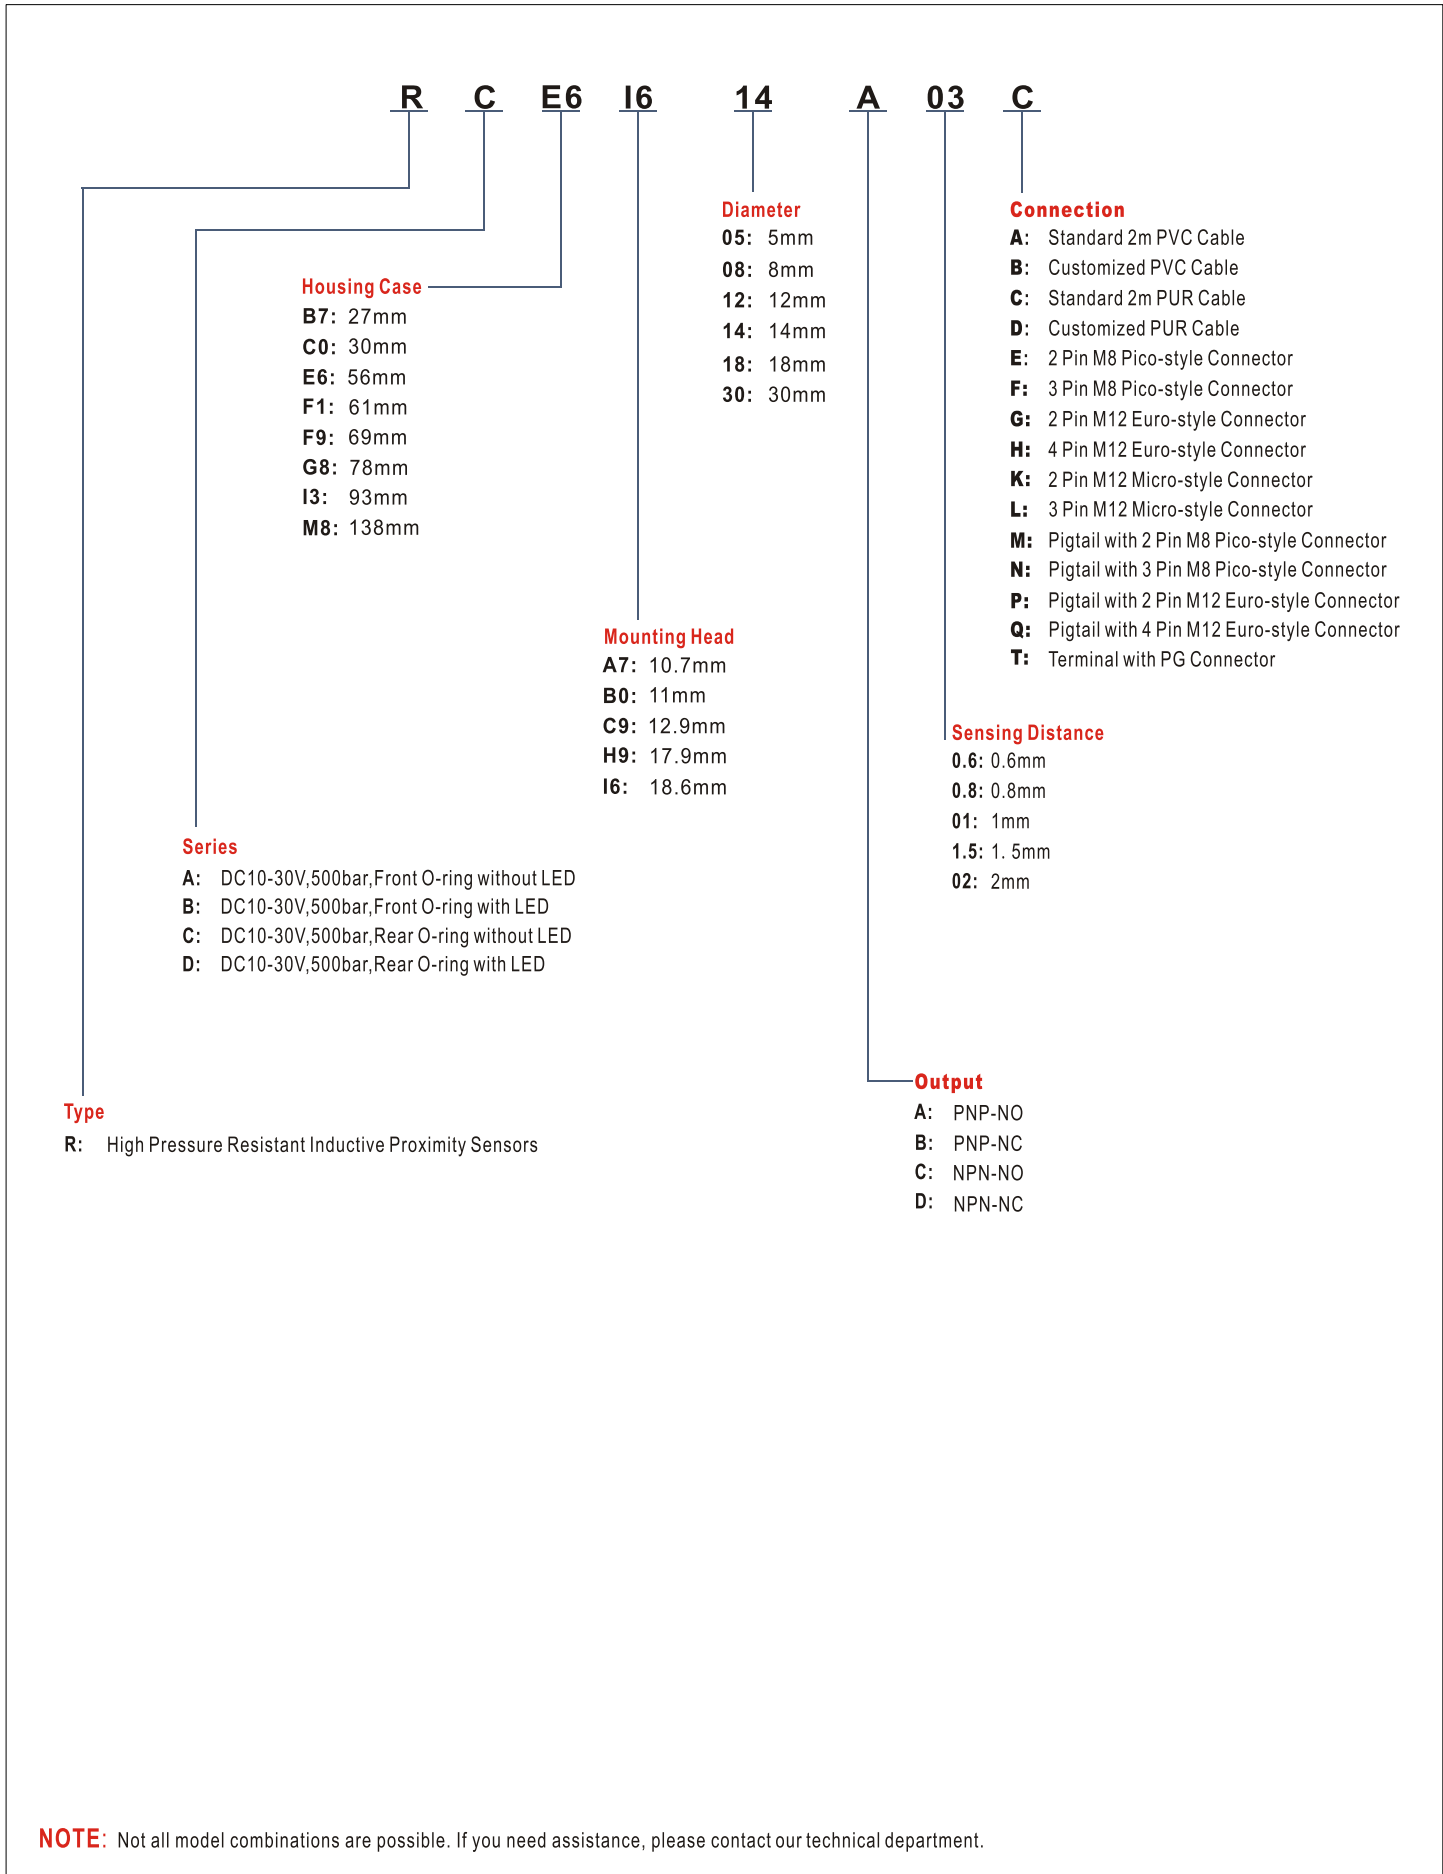 R C E6 I6 14 A 03 C
Diameter
05: 5mm
08: 8mm
12: 12mm
14: 14mm
18: 18mm
30: 30mm
Connection
A: Standard 2m PVC Cable
B: Customized PVC Cable
C: Standard 2m PUR Cable
D: Customized PUR Cable
E: 2 Pin M8 Pico-style Connector
F: 3 Pin M8 Pico-style Connector
G: 2 Pin M12 Euro-style Connector
H: 4 Pin M12 Euro-style Connector
K: 2 Pin M12 Micro-style Connector
L: 3 Pin M12 Micro-style Connector
M: Pigtail with 2 Pin M8 Pico-style Connector
N: Pigtail with 3 Pin M8 Pico-style Connector
P: Pigtail with 2 Pin M12 Euro-style Connector
Q: Pigtail with 4 Pin M12 Euro-style Connector
T: Terminal with PG Connector
Housing Case
B7: 27mm
C0: 30mm
E6: 56mm
F1: 61mm
F9: 69mm
G8: 78mm
I3: 93mm
M8: 138mm
Mounting Head
A7: 10.7mm
B0: 11mm
C9: 12.9mm
H9: 17.9mm
I6: 18.6mm
Sensing Distance
0.6: 0.6mm
0.8: 0.8mm
01: 1mm
1.5: 1. 5mm
02: 2mm
Series
A: DC10-30V,500bar,Front O-ring without LED
B: DC10-30V,500bar,Front O-ring with LED
C: DC10-30V,500bar,Rear O-ring without LED
D: DC10-30V,500bar,Rear O-ring with LED
Output
A: PNP-NO
B: PNP-NC
C: NPN-NO
D: NPN-NC
Type
R: High Pressure Resistant Inductive Proximity Sensors
NOTE: Not all model combinations are possible. If you need assistance, please contact our technical department.